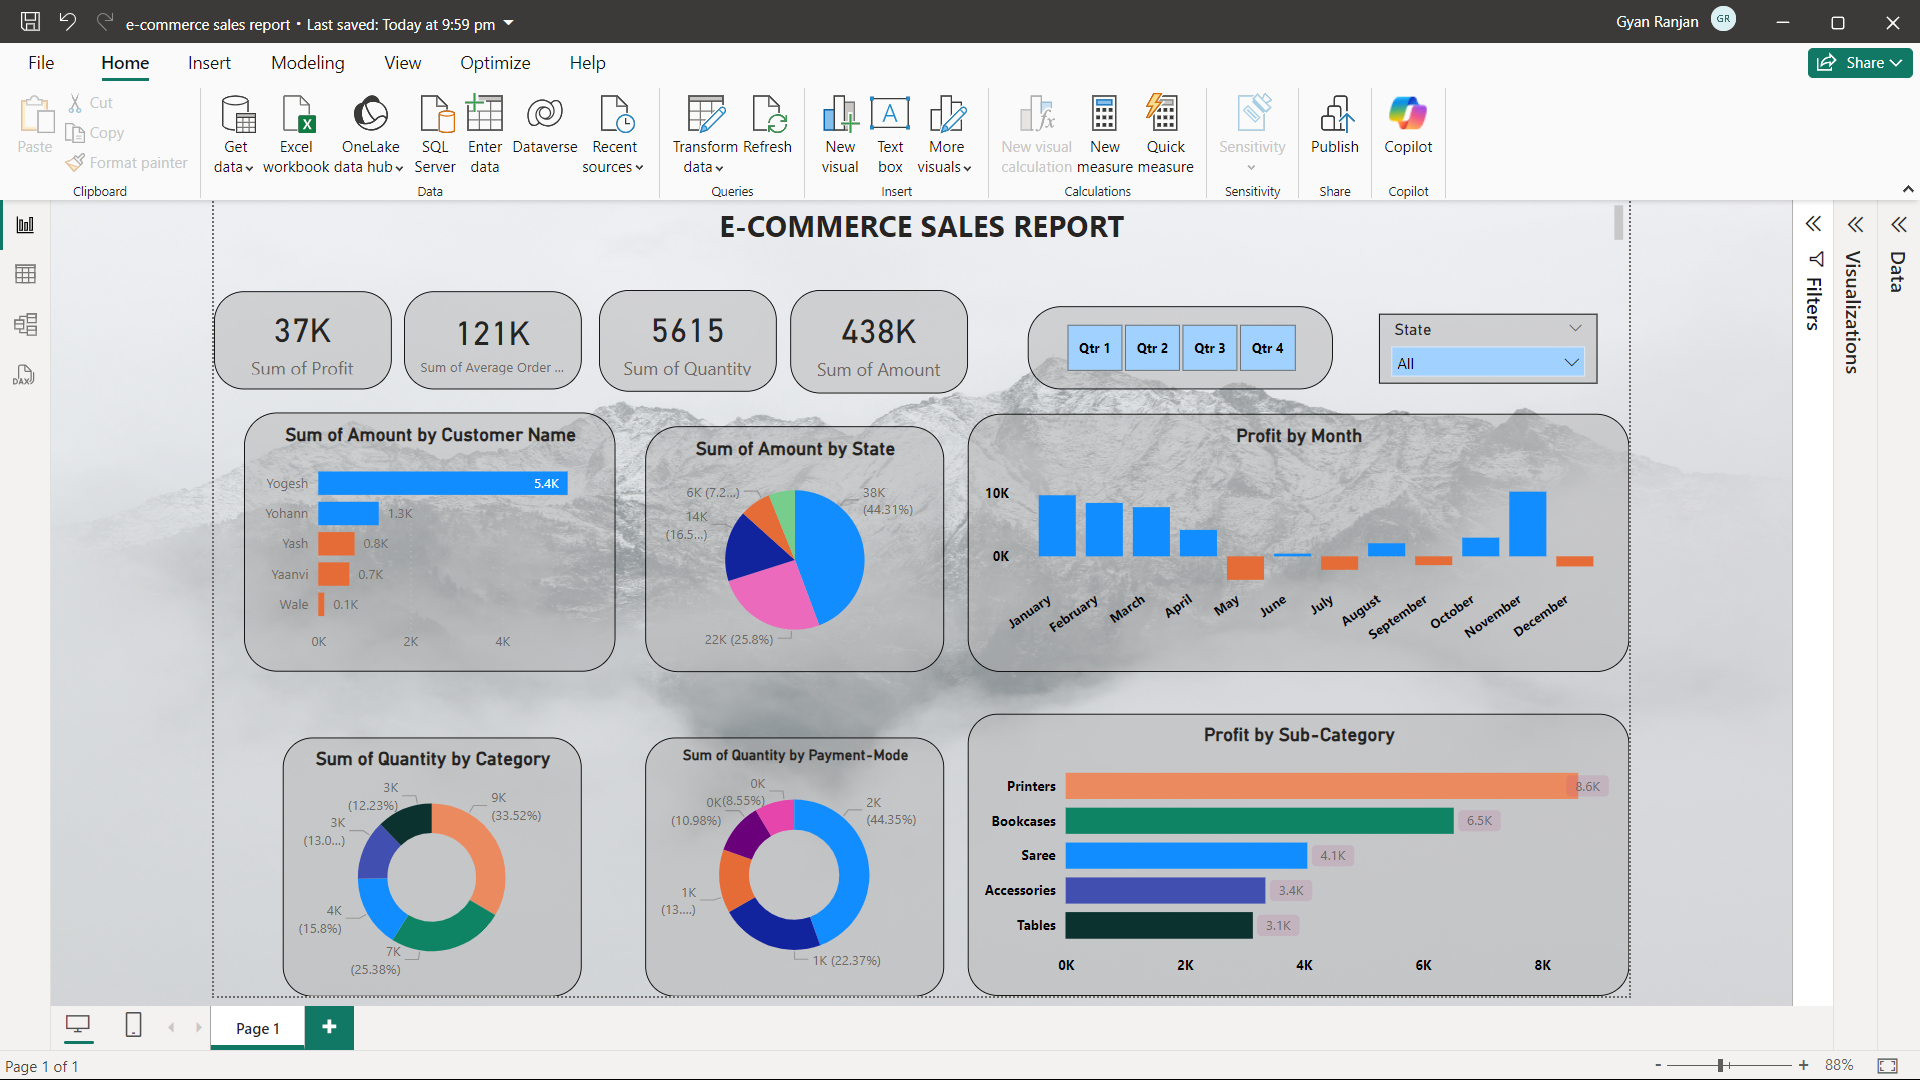 e-commerce sales report • Last saved: Today at 9:59 pm
Gyan Ranjan
GR
File
Home
Insert
Modeling
View
Optimize
Help
Share
Paste
Cut
Copy
Format painter
Clipboard
Get data
Excel workbook
OneLake data hub
SQL Server
Enter data
Dataverse
Recent sources
Data
Transform data
Refresh
Queries
New visual
Text box
More visuals
Insert
New visual calculation
New measure
Quick measure
Calculations
Sensitivity
Sensitivity
Publish
Share
Copilot
Copilot
E-COMMERCE SALES REPORT
37K
Sum of Profit
121K
Sum of Average Order ...
5615
Sum of Quantity
438K
Sum of Amount
Qtr 1
Qtr 2
Qtr 3
Qtr 4
State
All
Sum of Amount by Customer Name
Yogesh
5.4K
Yohann
1.3K
Yash
0.8K
Yaanvi
0.7K
Wale
0.1K
0K
2K
4K
Sum of Amount by State
6K (7.2...)
38K
(44.31%)
14K
(16.5...)
22K (25.8%)
Profit by Month
10K
0K
January
February
March
April
May
June
July
August
September
October
November
December
Sum of Quantity by Category
3K
(12.23%)
9K
(33.52%)
3K
(13.0...)
4K
(15.8%)
7K
(25.38%)
Sum of Quantity by Payment-Mode
0K
(8.55%)
0K
(10.98%)
2K
(44.35%)
1K
(13....)
1K (22.37%)
Profit by Sub-Category
Printers
8.6K
Bookcases
6.5K
Saree
4.1K
Accessories
3.4K
Tables
3.1K
0K
2K
4K
6K
8K
Filters
Visualizations
Data
DAX
Page 1
Page 1 of 1
88%